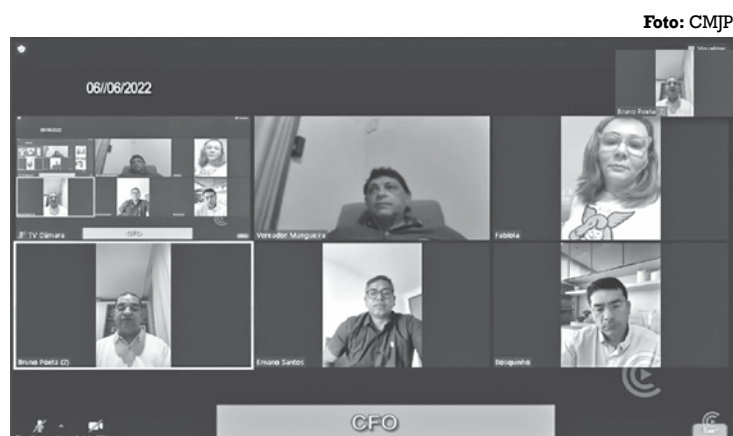 Foto: CMJP
06//06/2022
Bruno Poeta (2)
TV Câmara
CFO
Vereador Mangueira
Fabíola
Bruno Poeta (2)
Emano Santos
Bosquinho
CFO